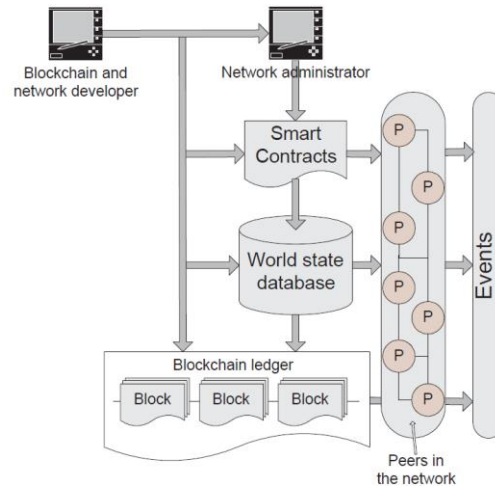 Blockchain and
network developer
Network administrator
Smart
Contracts
World state
database
Blockchain ledger
Block
Block
Block
P
P
P
P
P
P
P
Peers in
the network
Events